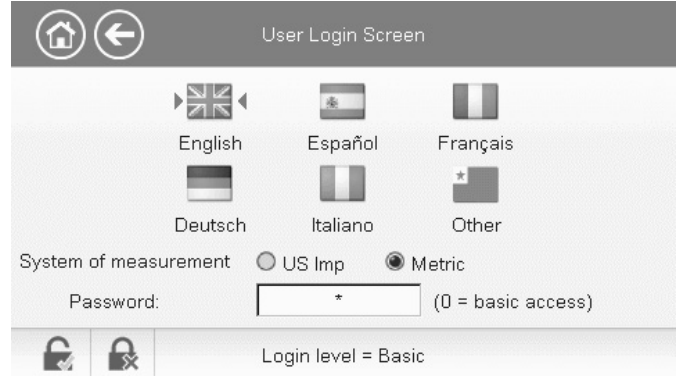 User Login Screen
English Español Français
Deutsch Italiano Other
System of measurement US Imp Metric
Password: * (0 = basic access)
Login level = Basic